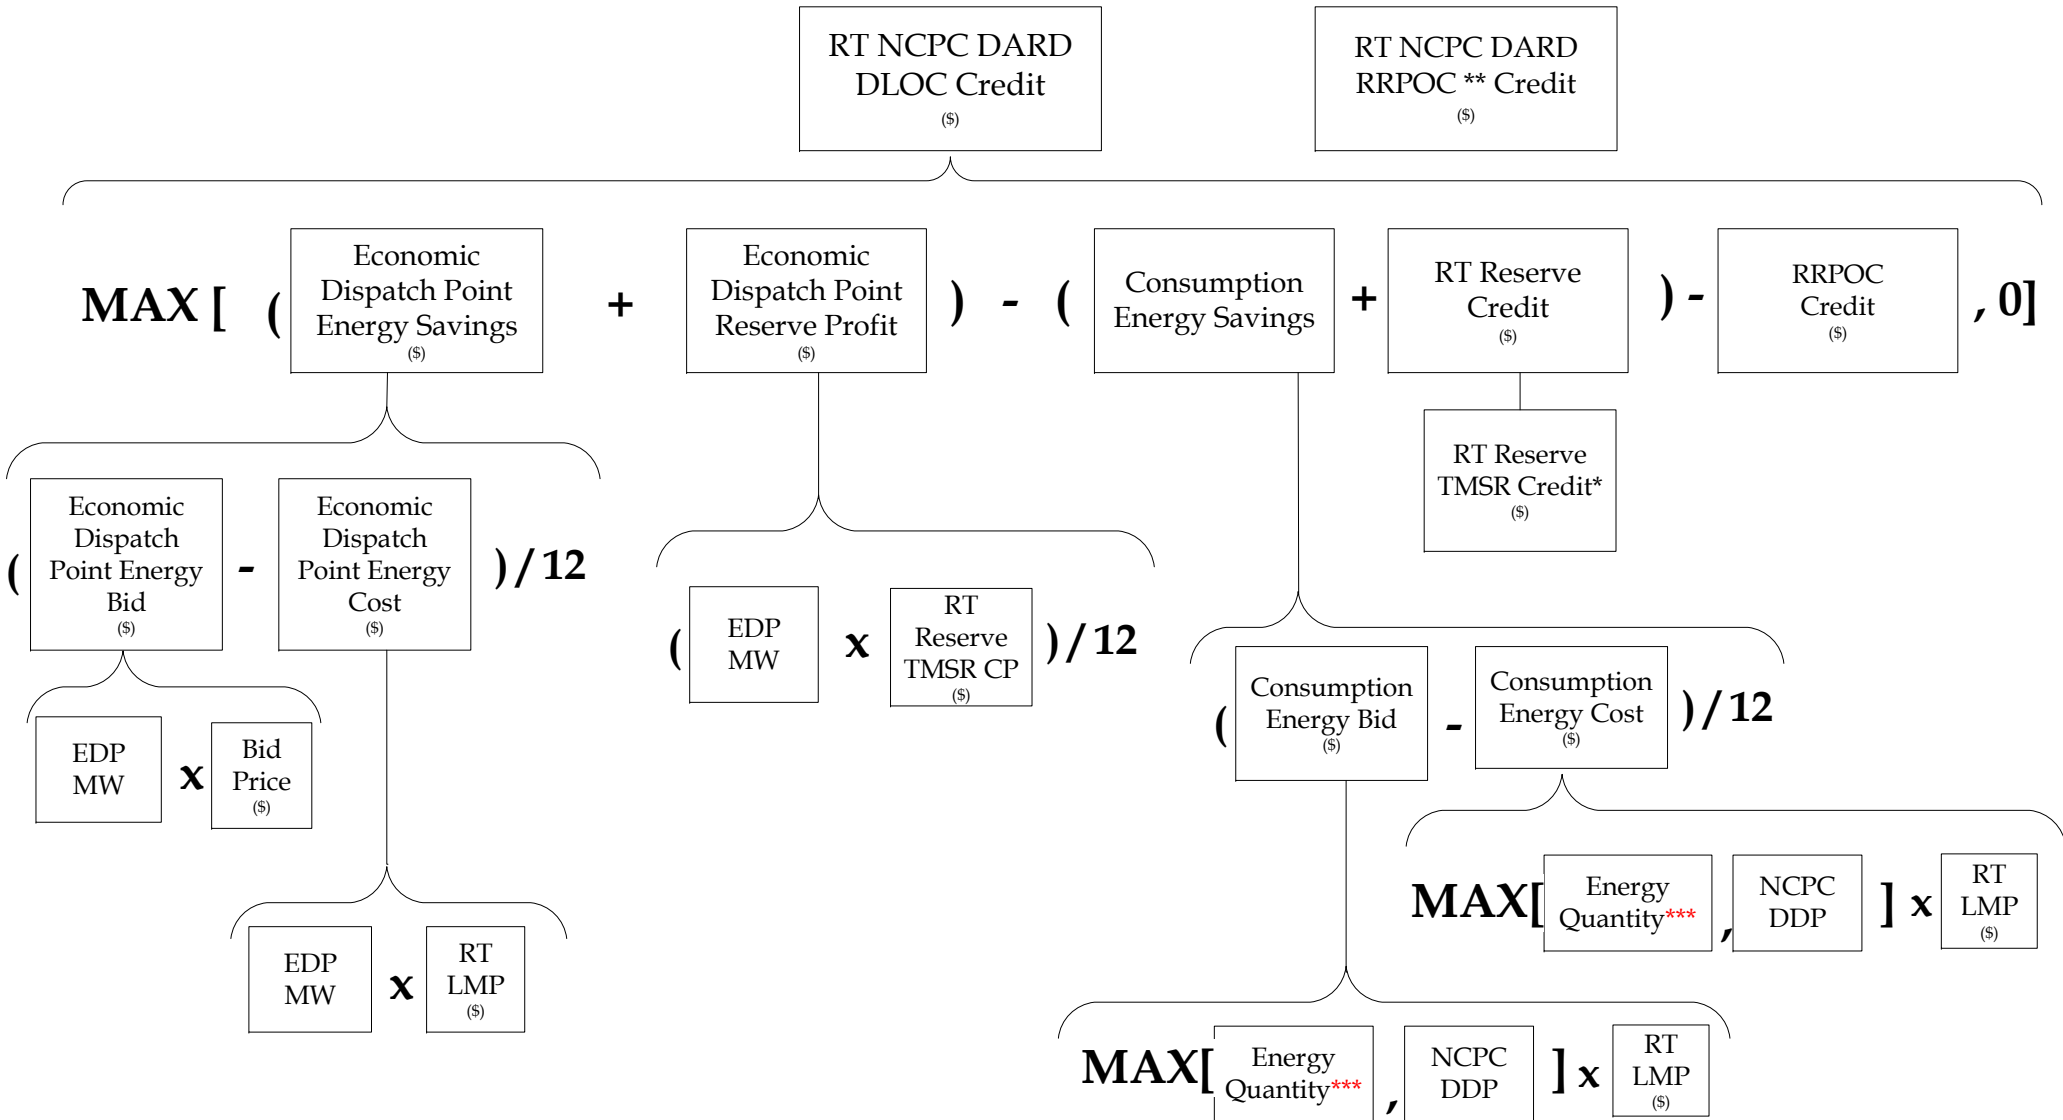 RT NCPC DARD
DLOC Credit
($)
RT NCPC DARD
RRPOC ** Credit
($)
MAX [
(
Economic
Dispatch Point
Energy Savings
($)
+
Economic
Dispatch Point
Reserve Profit
($)
)
-
(
Consumption
Energy Savings
+
RT Reserve
Credit
($)
) -
RRPOC
Credit
($)
, 0]
RT Reserve
TMSR Credit*
($)
(
Economic
Dispatch
Point Energy
Bid
($)
-
Economic
Dispatch
Point Energy
Cost
($)
) / 12
(
EDP
MW
x
RT
Reserve
TMSR CP
($)
) / 12
(
Consumption
Energy Bid
($)
-
Consumption
Energy Cost
($)
) / 12
EDP
MW
x
Bid
Price
($)
MAX[
Energy
Quantity***
,
NCPC
DDP
] x
RT
LMP
($)
EDP
MW
x
RT
LMP
($)
MAX[
Energy
Quantity***
,
NCPC
DDP
] x
RT
LMP
($)